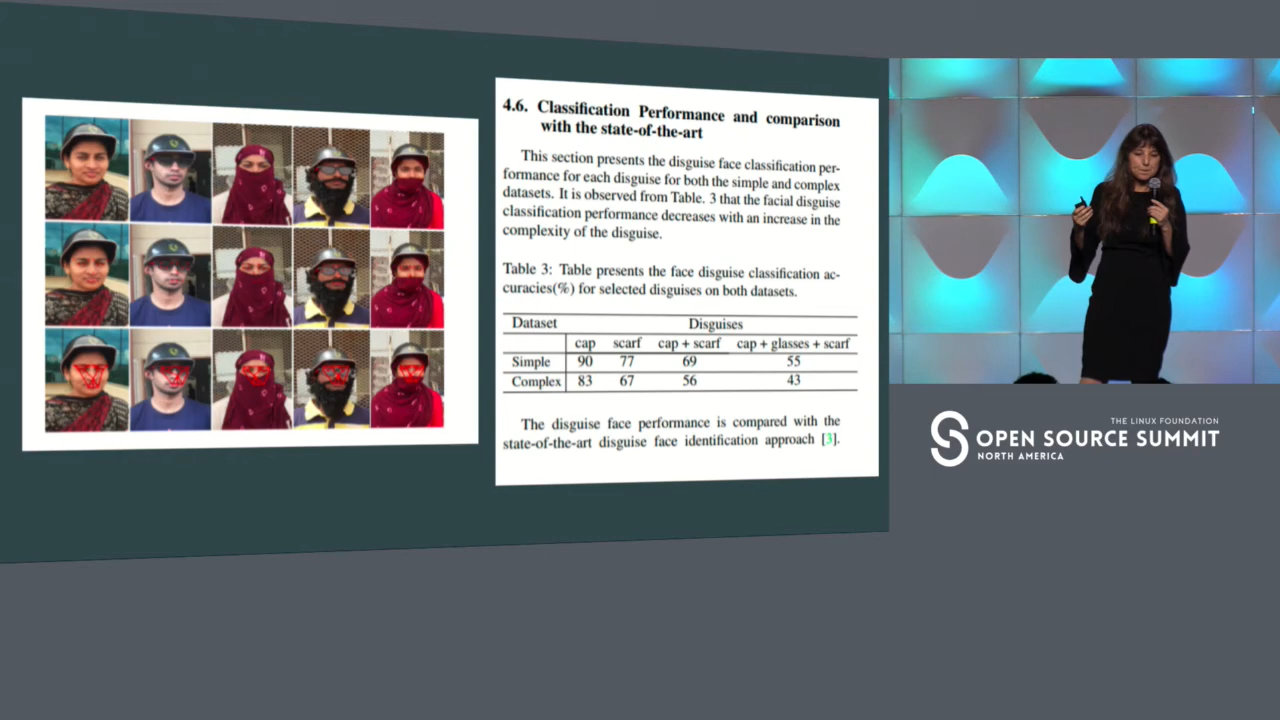 4.6. Classification Performance and comparison
with the state-of-the-art
This section presents the disguise face classification per-
formance for each disguise for both the simple and complex
datasets. It is observed from Table. 3 that the facial disguise
classification performance decreases with an increase in the
complexity of the disguise.
Table 3: Table presents the face disguise classification ac-
curacies(%) for selected disguises on both datasets.
Dataset Disguises
cap scarf cap + scarf cap + glasses + scarf
Simple 90 77 69 55
Complex 83 67 56 43
The disguise face performance is compared with the
state-of-the-art disguise face identification approach [3].
THE LINUX FOUNDATION
OPEN SOURCE SUMMIT
NORTH AMERICA